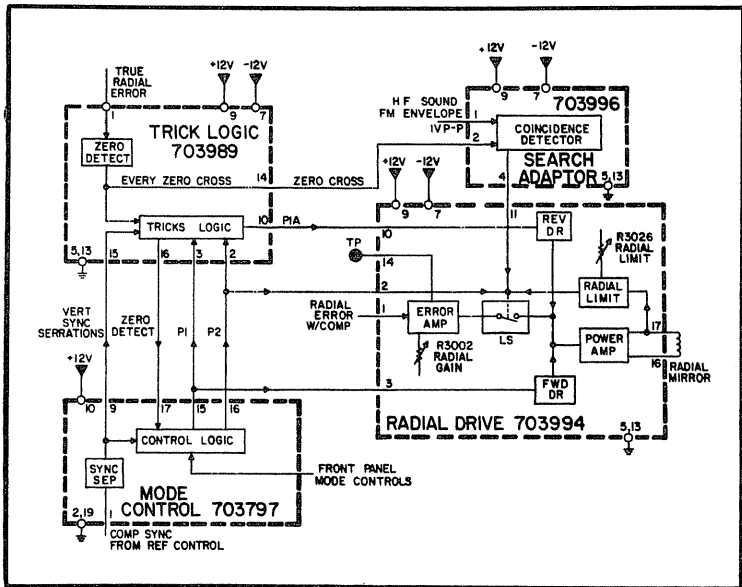 +12V -12V
TRUE
RADIAL
ERROR
1 9 7
TRICK LOGIC
703989
ZERO
DETECT
EVERY ZERO CROSS 14 ZERO CROSS
TRICKS LOGIC 10 P1A
5,13 15 16 3 2
+12V -12V
9 7
703996
HF SOUND
FM ENVELOPE
1VP-P
1
2
COINCIDENCE
DETECTOR
SEARCH
ADAPTOR
4 5,13
+12V -12V
9 7 11
10
REV
DR
R3026
RADIAL
LIMIT
TP
14
2
RADIAL
LIMIT
RADIAL
ERROR
W/COMP
1
ERROR
AMP
LS
R3002
RADIAL
GAIN
POWER
AMP
17
16
RADIAL
MIRROR
3
FWD
DR
RADIAL DRIVE 703994
5,13
VERT
SYNC
SERRATIONS
ZERO
DETECT
P1 P2
+12V
10 9 17 15 16
CONTROL LOGIC
SYNC
SEP
FRONT PANEL
MODE CONTROLS
MODE
CONTROL 703797
2,19 1
COMP SYNC
FROM REF CONTROL